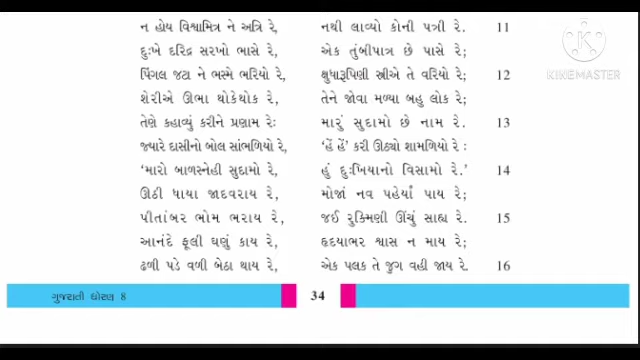 ન હોય વિશ્વામિત્ર ને અત્રિ રે, નથી લાવ્યો કોની પત્રી રે. 11
દુઃખે દરિદ્ર સરખો ભાસે રે, એક તુંબીપાત્ર છે પાસે રે;
પિંગલ જટા ને ભસ્મે ભરિયો રે, ક્ષુધારૂપિણી સ્ત્રીએ તે વરિયો રે; 12
શેરીએ ઊભા થોકેથોક રે, તેને જોવા મળ્યા બહુ લોક રે;
તેણે કહાવ્યું કરીને પ્રણામ રેઃ મારું સુદામો છે નામ રે. 13
જ્યારે દાસીનો બોલ સાંભળિયો રે, ‘હેં હેં’ કરી ઊઠ્યો શામળિયો રે :
‘મારો બાળસ્નેહી સુદામો રે, હું દુઃખિયાનો વિસામો રે.’ 14
ઊઠી ધાયા જાદવરાય રે, મોજાં નવ પહેર્યાં પાય રે;
પીતાંબર ભોમ ભરાય રે, જઈ રુક્મિણી ઊંચું સાહ્ય રે. 15
આનંદે ફૂલી ઘણું કાય રે, હૃદયાભર શ્વાસ ન માય રે;
ઢળી પડે વળી બેઠા થાય રે, એક પલક તે જુગ વહી જાય રે. 16
ગુજરાતી ધોરણ 8 34
KINEMASTER